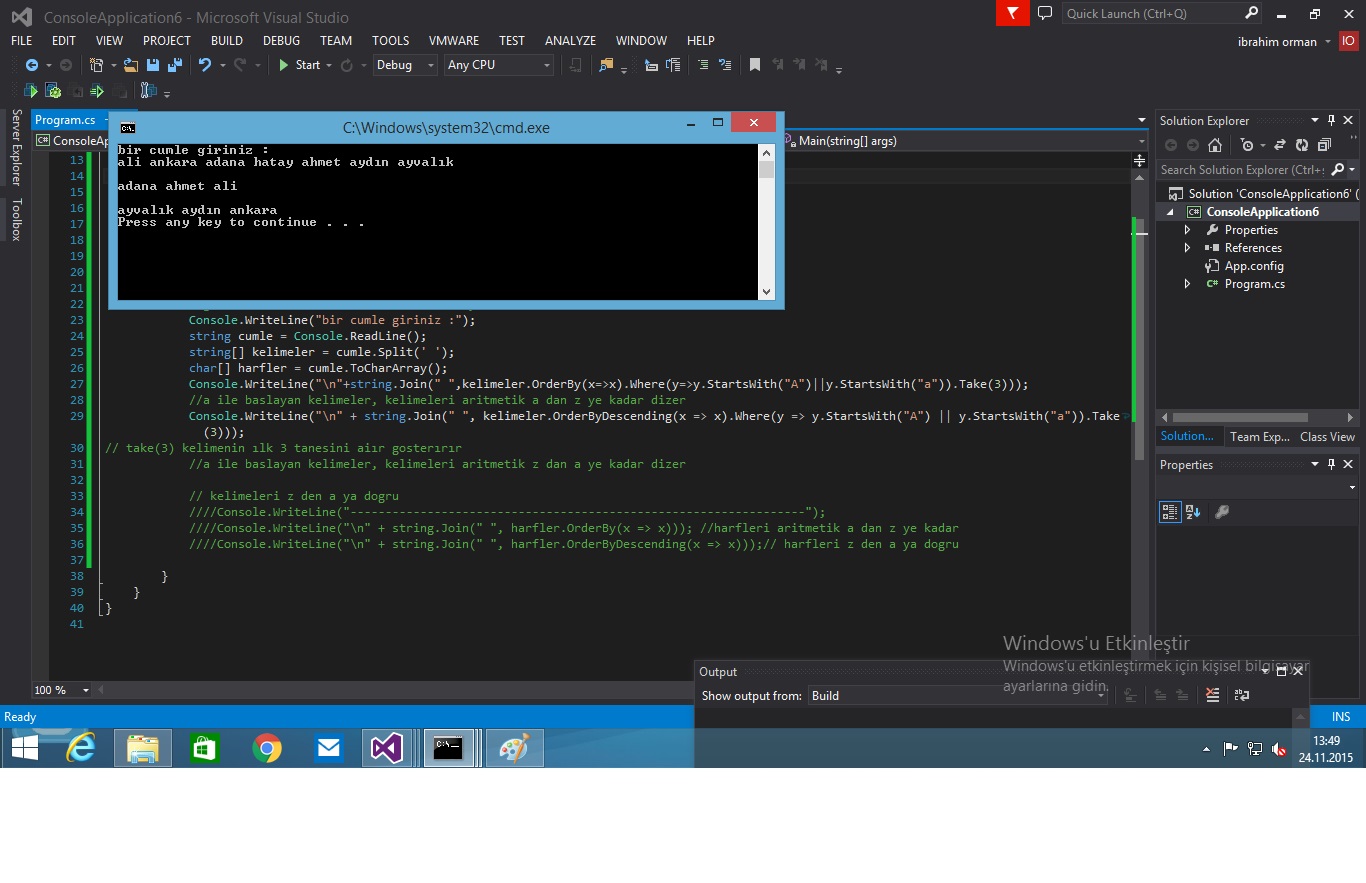 ConsoleApplication6 - Microsoft Visual Studio
Quick Launch (Ctrl+Q)
FILE EDIT VIEW PROJECT BUILD DEBUG TEAM TOOLS VMWARE TEST ANALYZE WINDOW HELP
ibrahim orman IO
Start Debug Any CPU
Server Explorer
Toolbox
Program.cs
C# ConsoleAp
Main(string[] args)
C:\Windows\system32\cmd.exe
bir cumle giriniz :
ali ankara adana hatay ahmet aydın ayvalık
adana ahmet ali
ayvalık aydın ankara
Press any key to continue . . .
13
14
15
16
17
18
19
20
21
22
23 Console.WriteLine("bir cumle giriniz :");
24 string cumle = Console.ReadLine();
25 string[] kelimeler = cumle.Split(' ');
26 char[] harfler = cumle.ToCharArray();
27 Console.WriteLine("\n"+string.Join(" ",kelimeler.OrderBy(x=>x).Where(y=>y.StartsWith("A")||y.StartsWith("a")).Take(3)));
28 //a ile baslayan kelimeler, kelimeleri aritmetik a dan z ye kadar dizer
29 Console.WriteLine("\n" + string.Join(" ", kelimeler.OrderByDescending(x => x).Where(y => y.StartsWith("A") || y.StartsWith("a")).Take
(3)));
30 // take(3) kelimenin ılk 3 tanesini aiır gosterırır
31 //a ile baslayan kelimeler, kelimeleri aritmetik z dan a ye kadar dizer
32
33 // kelimeleri z den a ya dogru
34 ////Console.WriteLine("-----------------------------------------------------------------");
35 ////Console.WriteLine("\n" + string.Join(" ", harfler.OrderBy(x => x))); //harfleri aritmetik a dan z ye kadar
36 ////Console.WriteLine("\n" + string.Join(" ", harfler.OrderByDescending(x => x)));// harfleri z den a ya dogru
37
38 }
39 }
40 }
41
100 %
Solution Explorer
Search Solution Explorer (Ctrl+;
Solution 'ConsoleApplication6' (
C# ConsoleApplication6
Properties
References
App.config
C# Program.cs
Solution... Team Exp... Class View
Properties
Windows'u Etkinleştir
Windows'u etkinleştirmek için kişisel bilgisayar
ayarlarına gidin.
Output
Show output from: Build
Ready
INS
13:49
24.11.2015